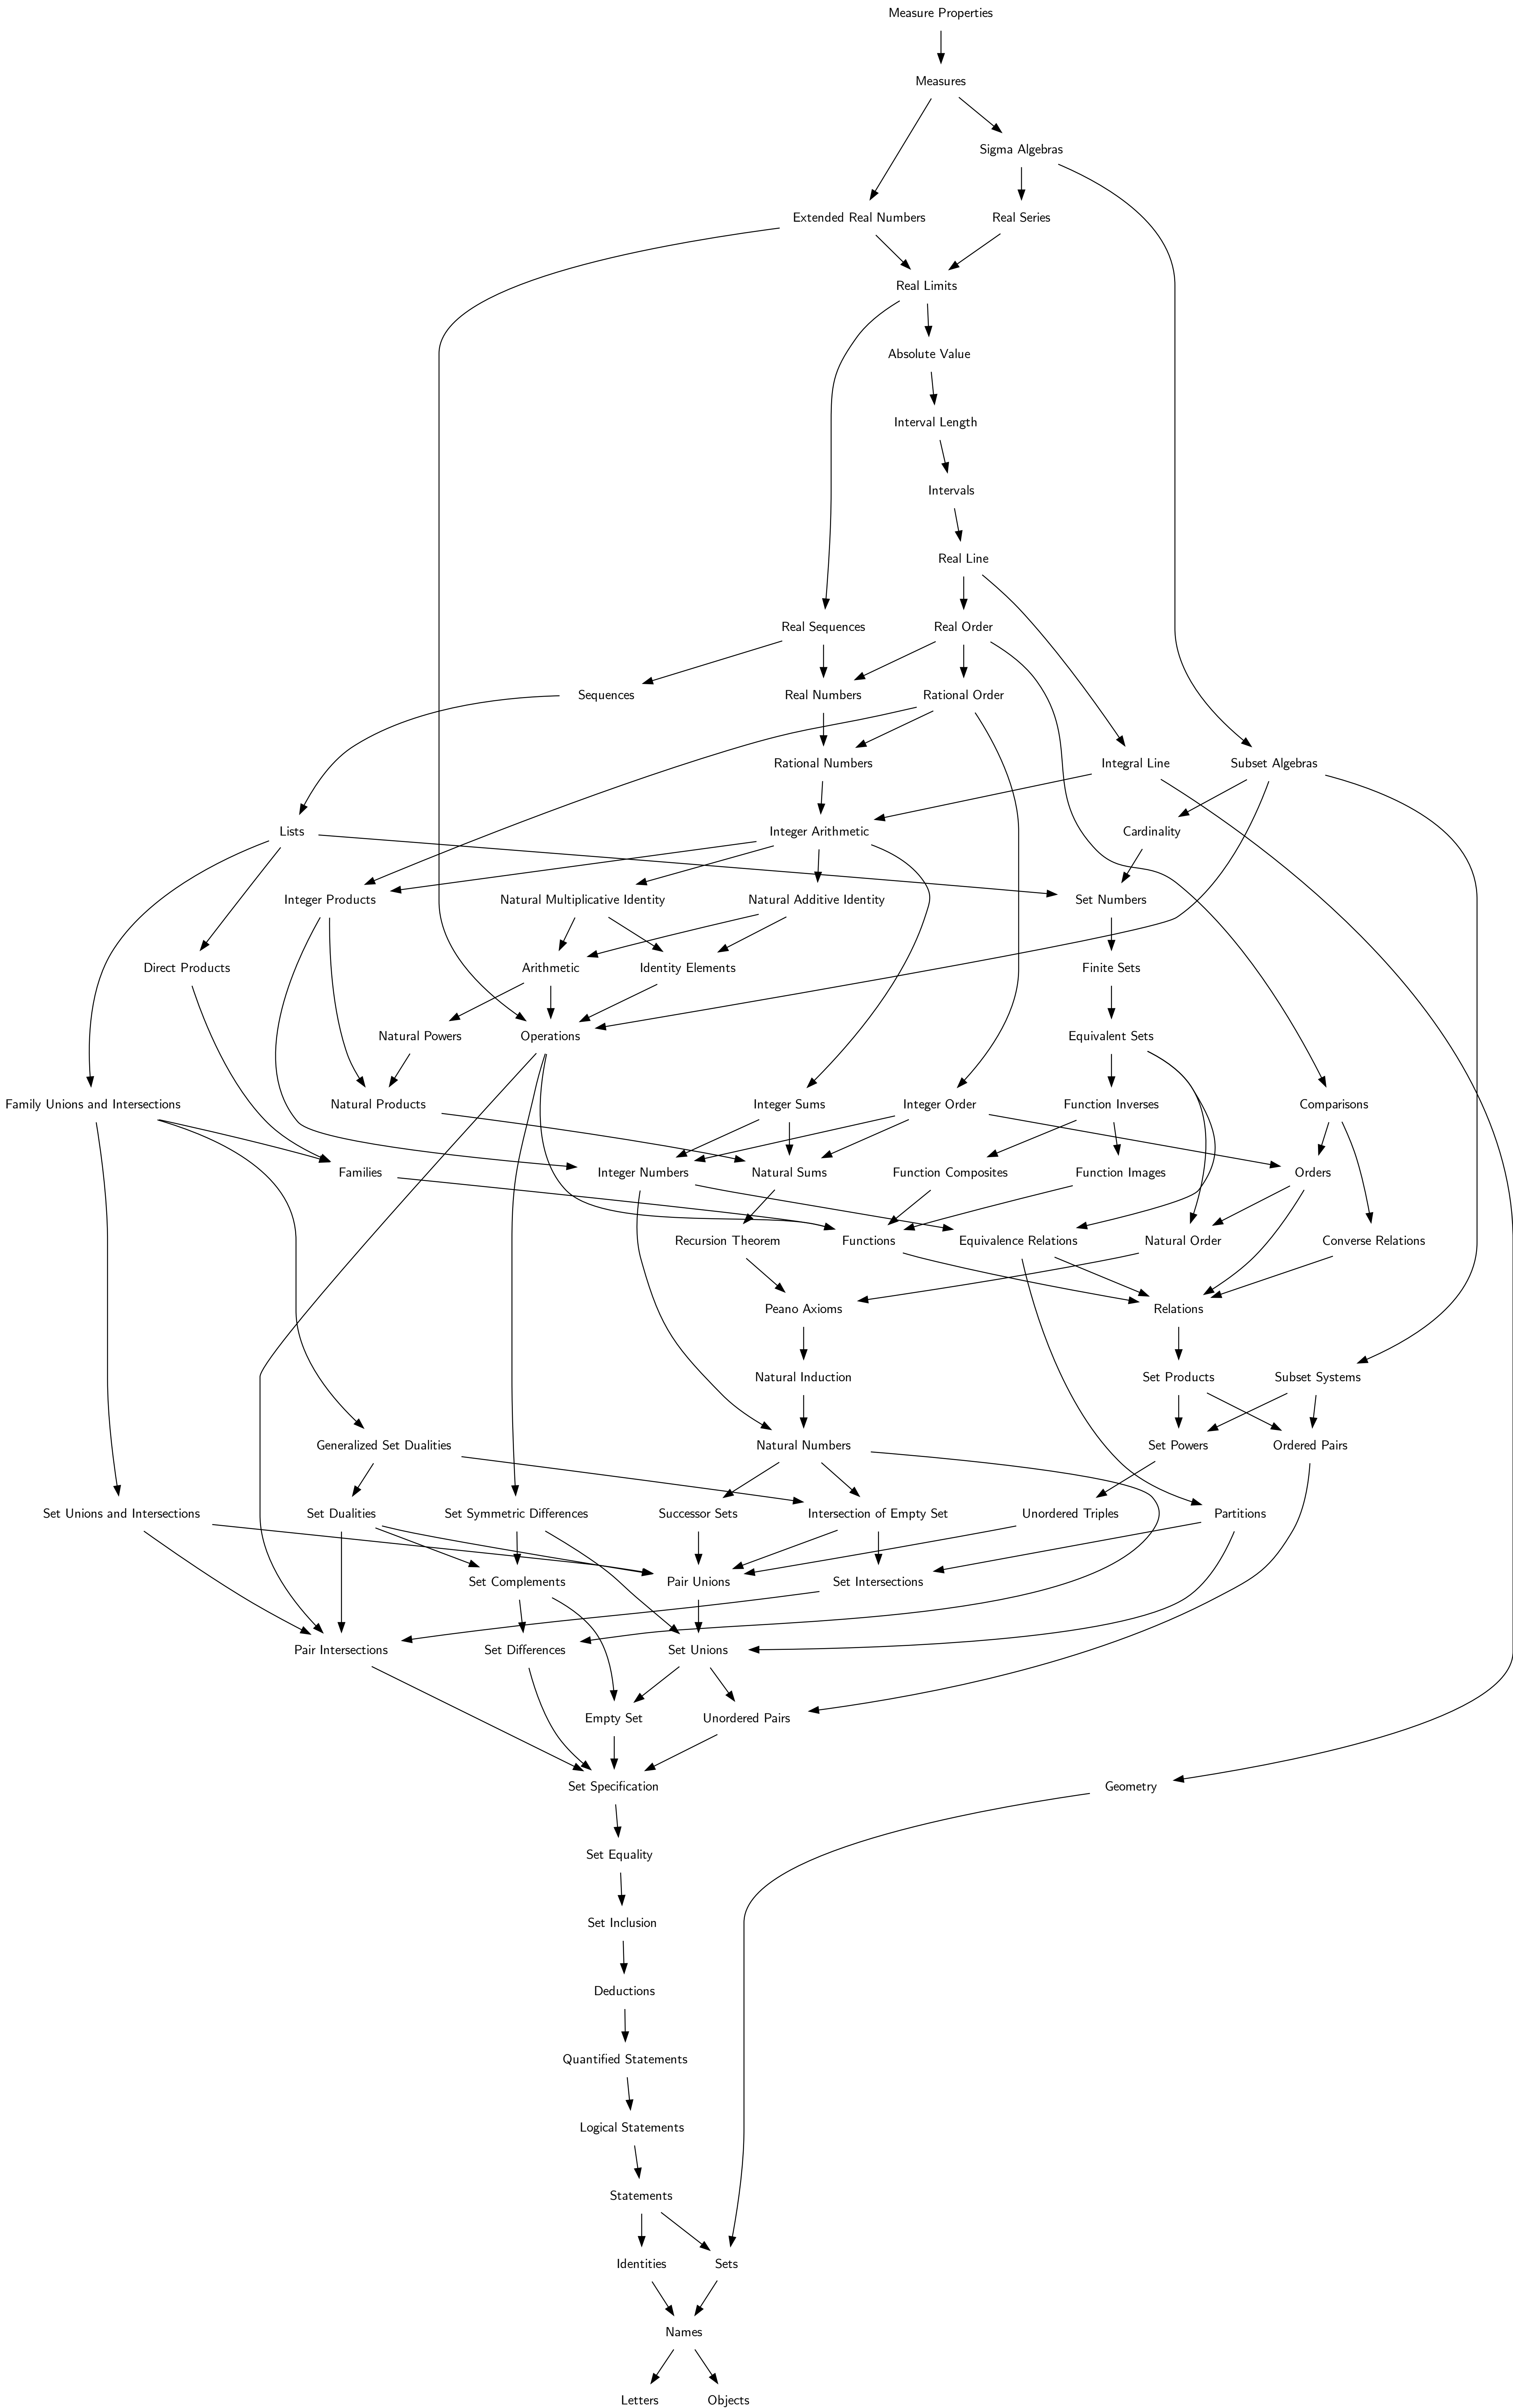 Measure Properties
Measures
Sigma Algebras
Extended Real Numbers
Real Series
Real Limits
Absolute Value
Interval Length
Intervals
Real Line
Real Sequences
Real Order
Sequences
Real Numbers
Rational Order
Rational Numbers
Integral Line
Subset Algebras
Lists
Integer Arithmetic
Cardinality
Integer Products
Natural Multiplicative Identity
Natural Additive Identity
Set Numbers
Direct Products
Arithmetic
Identity Elements
Finite Sets
Natural Powers
Operations
Equivalent Sets
Family Unions and Intersections
Natural Products
Integer Sums
Integer Order
Function Inverses
Comparisons
Families
Integer Numbers
Natural Sums
Function Composites
Function Images
Orders
Recursion Theorem
Functions
Equivalence Relations
Natural Order
Converse Relations
Peano Axioms
Relations
Natural Induction
Set Products
Subset Systems
Generalized Set Dualities
Natural Numbers
Set Powers
Ordered Pairs
Set Unions and Intersections
Set Dualities
Set Symmetric Differences
Successor Sets
Intersection of Empty Set
Unordered Triples
Partitions
Set Complements
Pair Unions
Set Intersections
Pair Intersections
Set Differences
Set Unions
Empty Set
Unordered Pairs
Set Specification
Geometry
Set Equality
Set Inclusion
Deductions
Quantified Statements
Logical Statements
Statements
Identities
Sets
Names
Letters
Objects